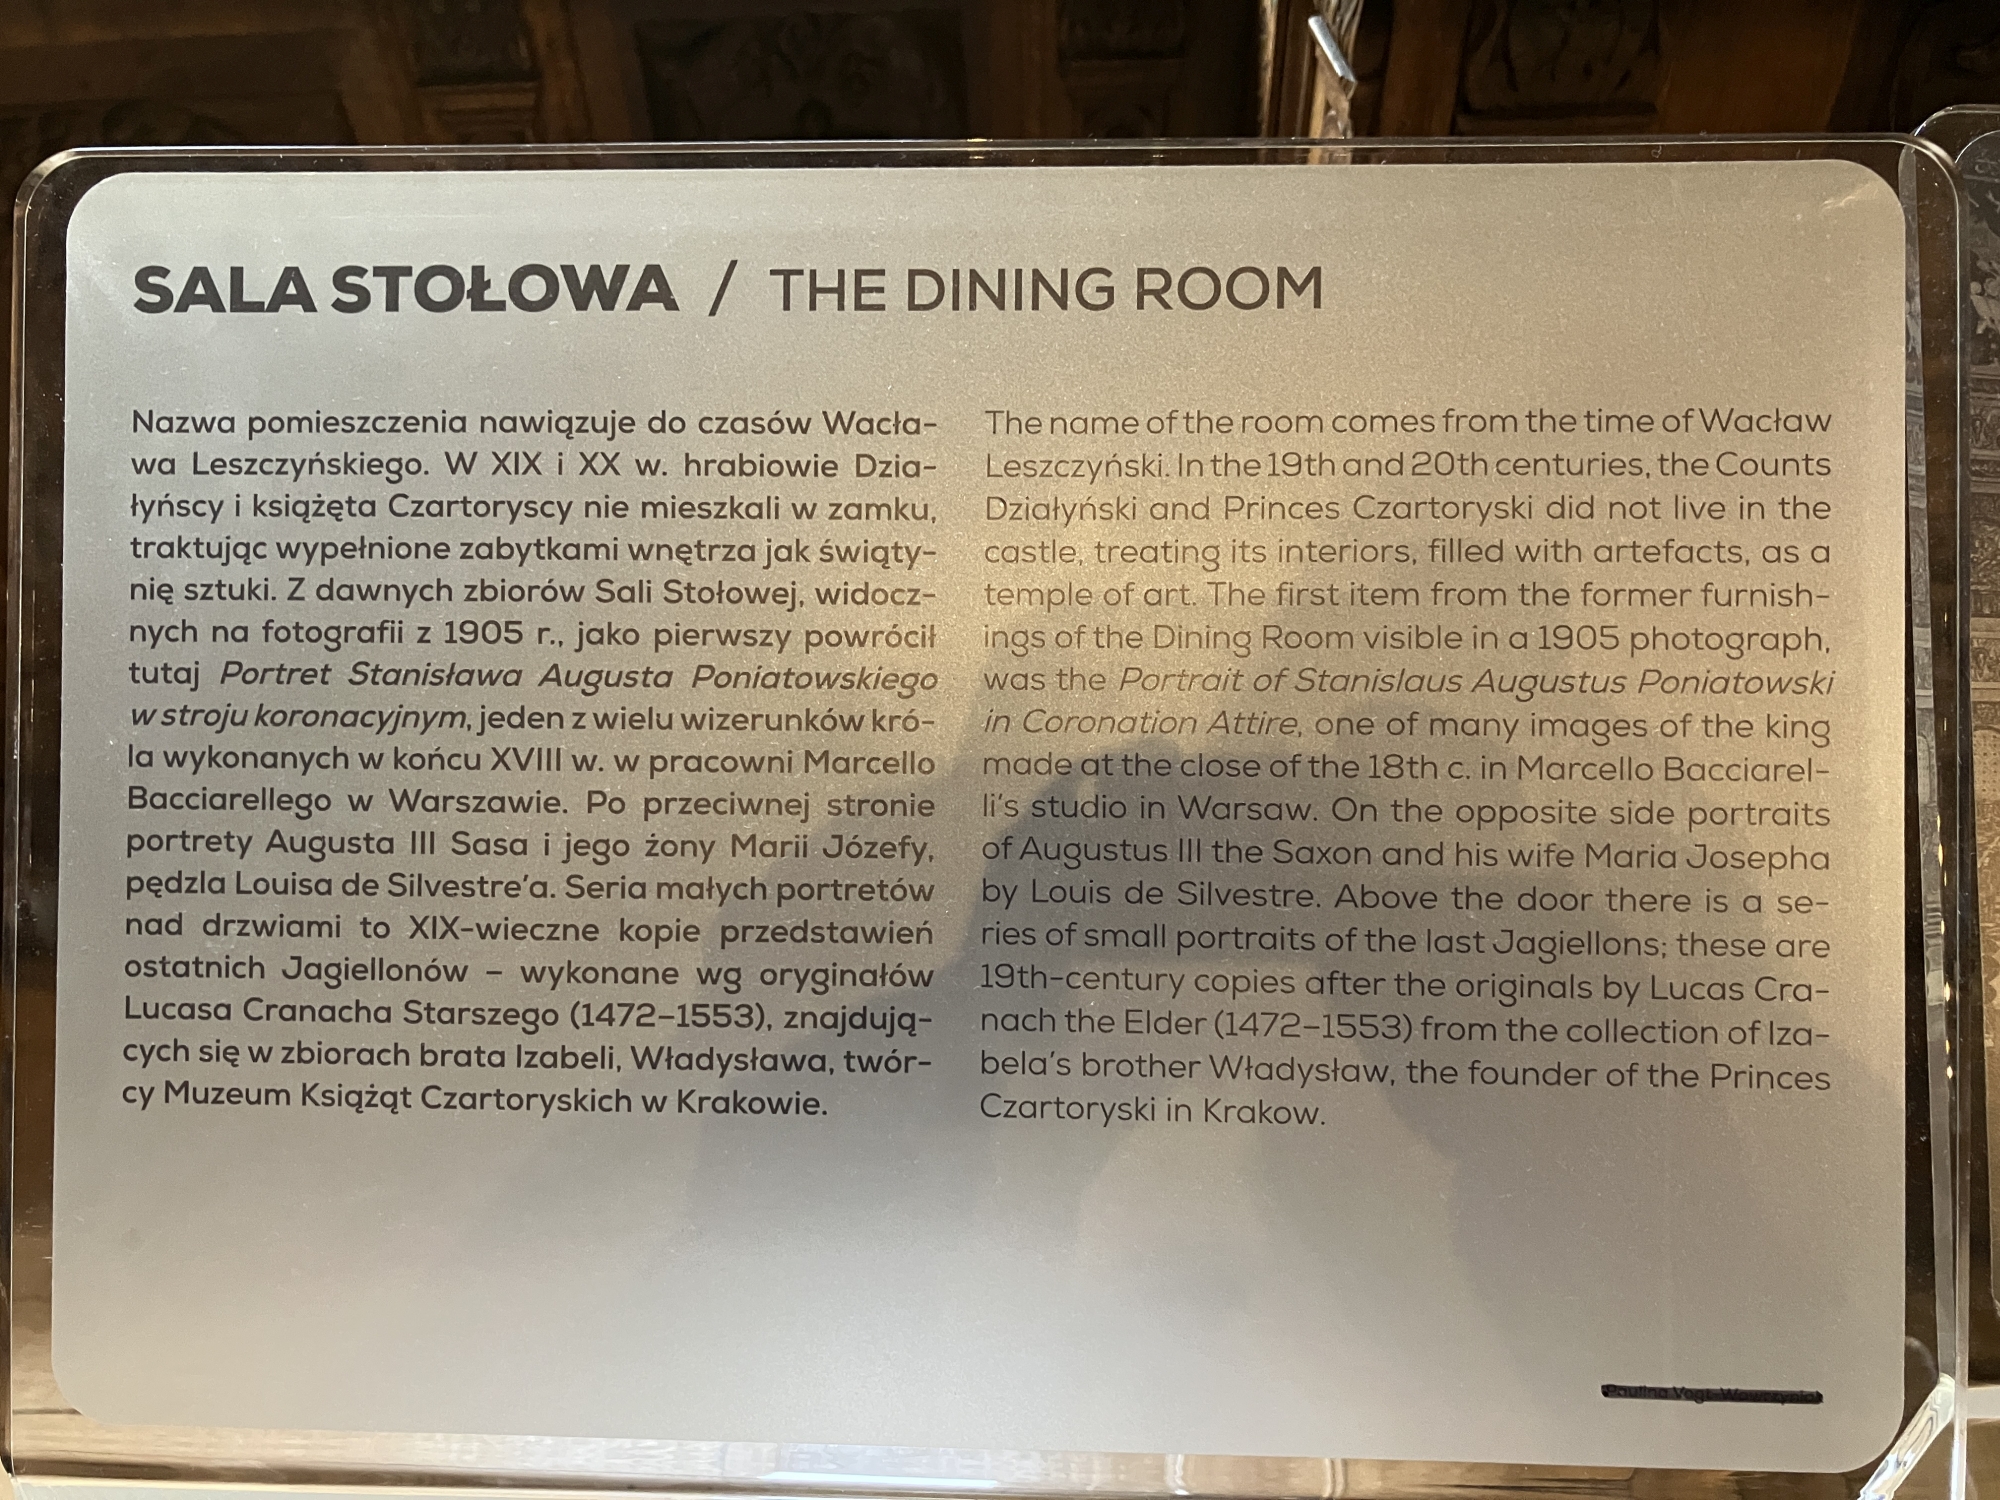 SALA STOŁOWA / THE DINING ROOM
Nazwa pomieszczenia nawiązuje do czasów Wacła-
wa Leszczyńskiego. W XIX i XX w. hrabiowie Dzia-
łyńscy i książęta Czartoryscy nie mieszkali w zamku,
traktując wypełnione zabytkami wnętrza jak świąty-
nię sztuki. Z dawnych zbiorów Sali Stołowej, widocz-
nych na fotografii z 1905 r., jako pierwszy powrócił
tutaj Portret Stanisława Augusta Poniatowskiego
w stroju koronacyjnym, jeden z wielu wizerunków kró-
la wykonanych w końcu XVIII w. w pracowni Marcello
Bacciarellego w Warszawie. Po przeciwnej stronie
portrety Augusta III Sasa i jego żony Marii Józefy,
pędzla Louisa de Silvestre'a. Seria małych portretów
nad drzwiami to XIX-wieczne kopie przedstawień
ostatnich Jagiellonów – wykonane wg oryginałów
Lucasa Cranacha Starszego (1472–1553), znajdują-
cych się w zbiorach brata Izabeli, Władysława, twór-
cy Muzeum Książąt Czartoryskich w Krakowie.
The name of the room comes from the time of Wacław
Leszczyński. In the 19th and 20th centuries, the Counts
Działyński and Princes Czartoryski did not live in the
castle, treating its interiors, filled with artefacts, as a
temple of art. The first item from the former furnish-
ings of the Dining Room visible in a 1905 photograph,
was the Portrait of Stanislaus Augustus Poniatowski
in Coronation Attire, one of many images of the king
made at the close of the 18th c. in Marcello Bacciarel-
li's studio in Warsaw. On the opposite side portraits
of Augustus III the Saxon and his wife Maria Josepha
by Louis de Silvestre. Above the door there is a se-
ries of small portraits of the last Jagiellons; these are
19th-century copies after the originals by Lucas Cra-
nach the Elder (1472–1553) from the collection of Iza-
bela's brother Władysław, the founder of the Princes
Czartoryski in Krakow.
Paulina